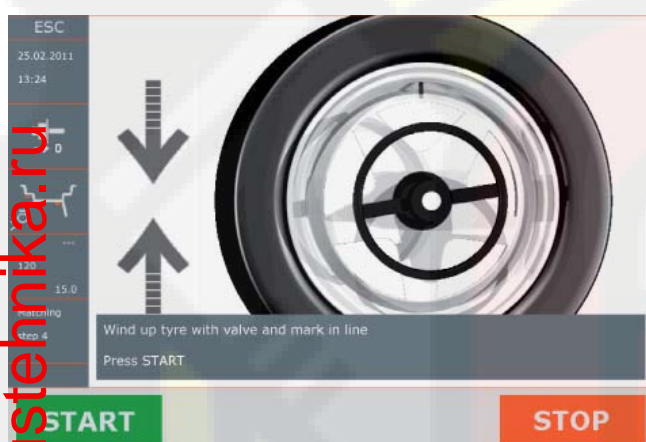 ESC
25.02.2011
13:24
0
---
120
15.0
Matching
step 4
Wind up tyre with valve and mark in line
Press START
START
STOP
stehnika.ru